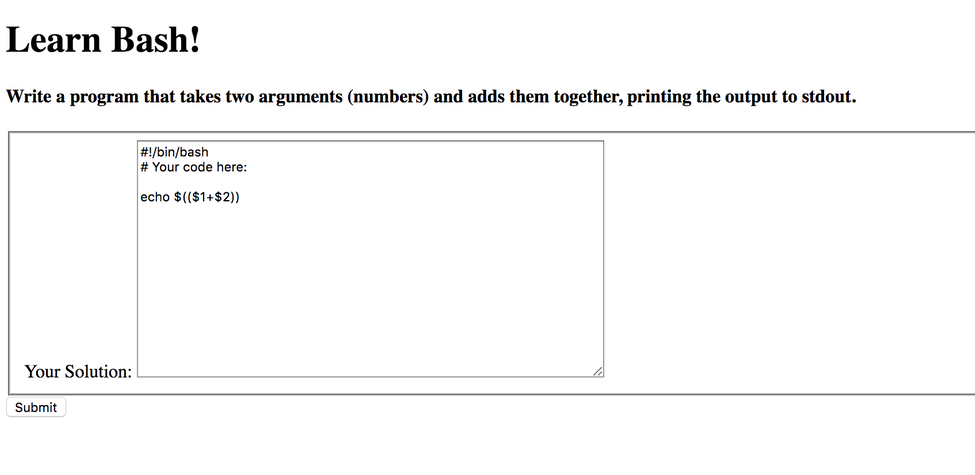 Learn Bash!
Write a program that takes two arguments (numbers) and adds them together, printing the output to stdout.
#!/bin/bash
# Your code here:
echo $(($1+$2))
Your Solution:
Submit